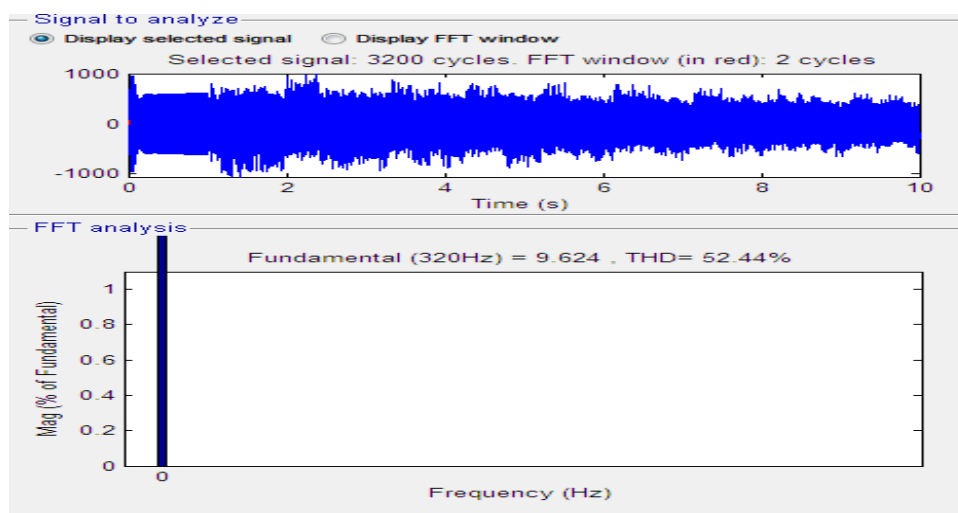 Signal to analyze
Display selected signal Display FFT window
Selected signal: 3200 cycles. FFT window (in red): 2 cycles
1000
0
-1000
0 2 4 6 8 10
Time (s)
FFT analysis
Fundamental (320Hz) = 9.624 , THD= 52.44%
Mag (% of Fundamental)
1
0.8
0.6
0.4
0.2
0
0
Frequency (Hz)